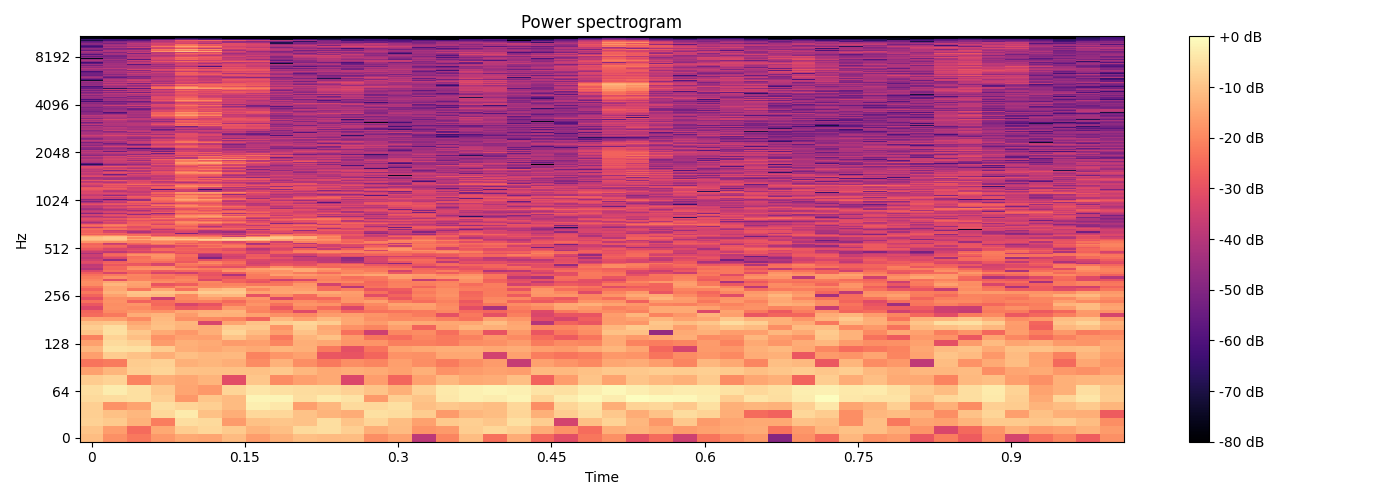 Power spectrogram
Hz
8192
4096
2048
1024
512
256
128
64
0
0 0.15 0.3 0.45 0.6 0.75 0.9
Time
+0 dB
-10 dB
-20 dB
-30 dB
-40 dB
-50 dB
-60 dB
-70 dB
-80 dB